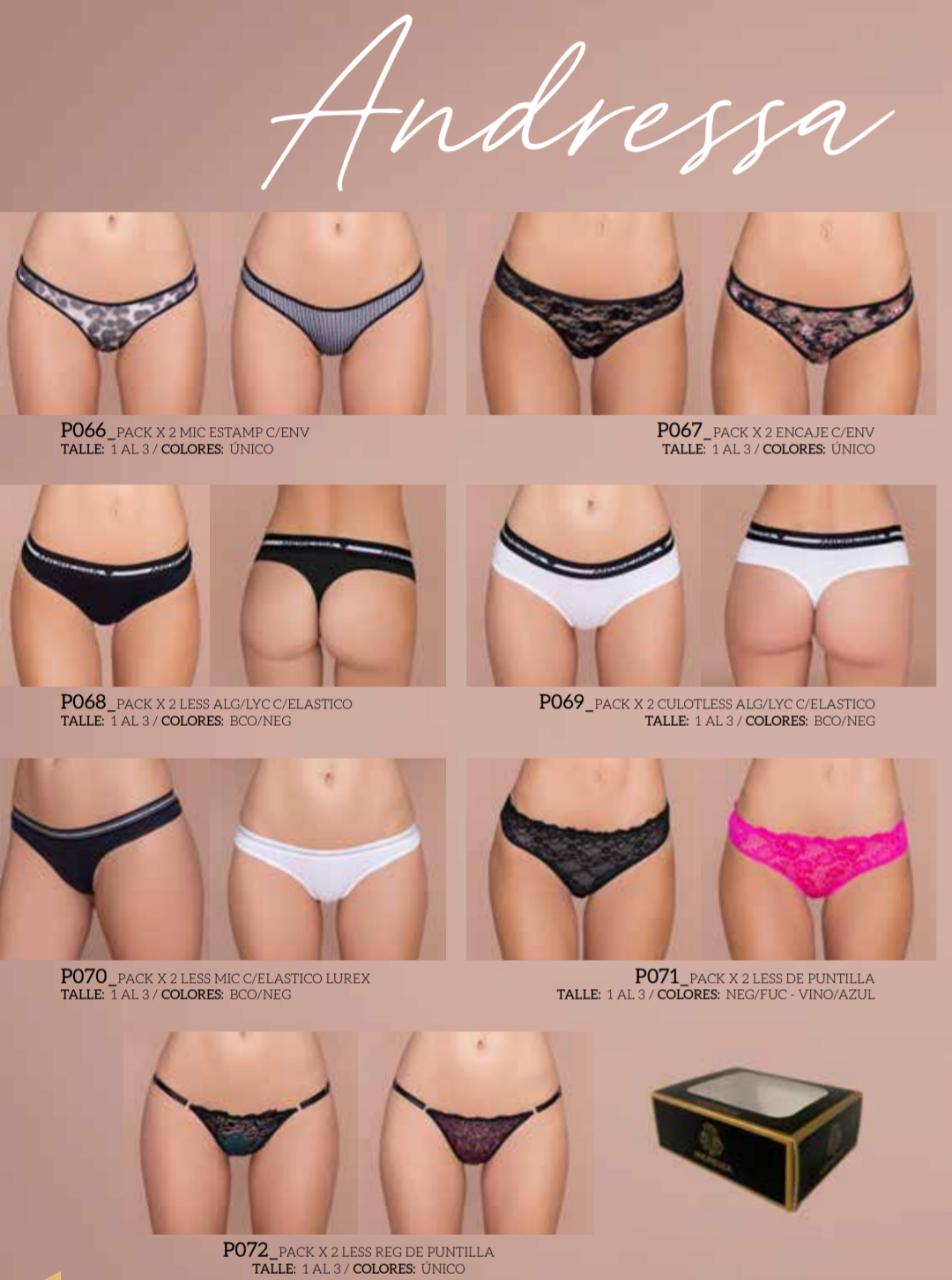 Andressa
P066_PACK X 2 MIC ESTAMP C/ENV
TALLE: 1 AL 3 / COLORES: ÚNICO
P067_PACK X 2 ENCAJE C/ENV
TALLE: 1 AL 3 / COLORES: ÚNICO
P068_PACK X 2 LESS ALG/LYC C/ELASTICO
TALLE: 1 AL 3 / COLORES: BCO/NEG
P069_PACK X 2 CULOTLESS ALG/LYC C/ELASTICO
TALLE: 1 AL 3 / COLORES: BCO/NEG
P070_PACK X 2 LESS MIC C/ELASTICO LUREX
TALLE: 1 AL 3 / COLORES: BCO/NEG
P071_PACK X 2 LESS DE PUNTILLA
TALLE: 1 AL 3 / COLORES: NEG/FUC - VINO/AZUL
P072_PACK X 2 LESS REG DE PUNTILLA
TALLE: 1 AL 3 / COLORES: ÚNICO